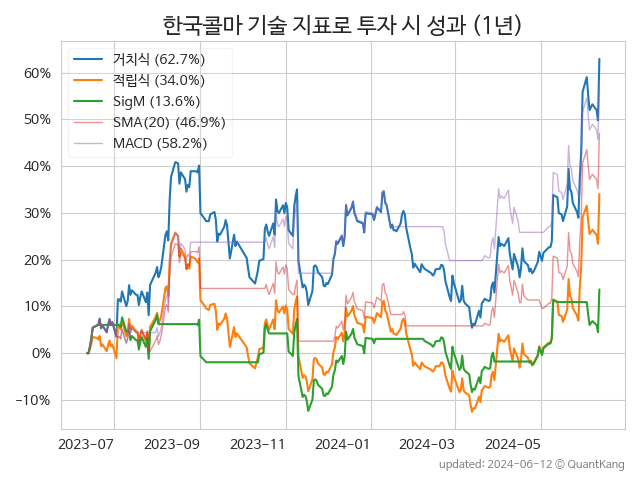 한국콜마 기술 지표로 투자 시 성과 (1년)
거치식 (62.7%)
적립식 (34.0%)
SigM (13.6%)
SMA(20) (46.9%)
MACD (58.2%)
60%
50%
40%
30%
20%
10%
0%
−10%
2023-07 2023-09 2023-11 2024-01 2024-03 2024-05
updated: 2024-06-12 ⓒ QuantKang